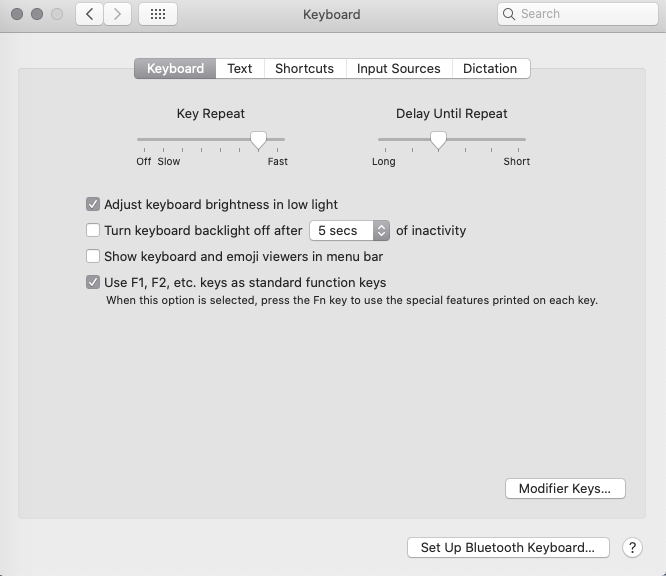 Keyboard
Search
Keyboard Text Shortcuts Input Sources Dictation
Key Repeat
Delay Until Repeat
Off Slow Fast
Long Short
Adjust keyboard brightness in low light
Turn keyboard backlight off after 5 secs of inactivity
Show keyboard and emoji viewers in menu bar
Use F1, F2, etc. keys as standard function keys
When this option is selected, press the Fn key to use the special features printed on each key.
Modifier Keys...
Set Up Bluetooth Keyboard... ?